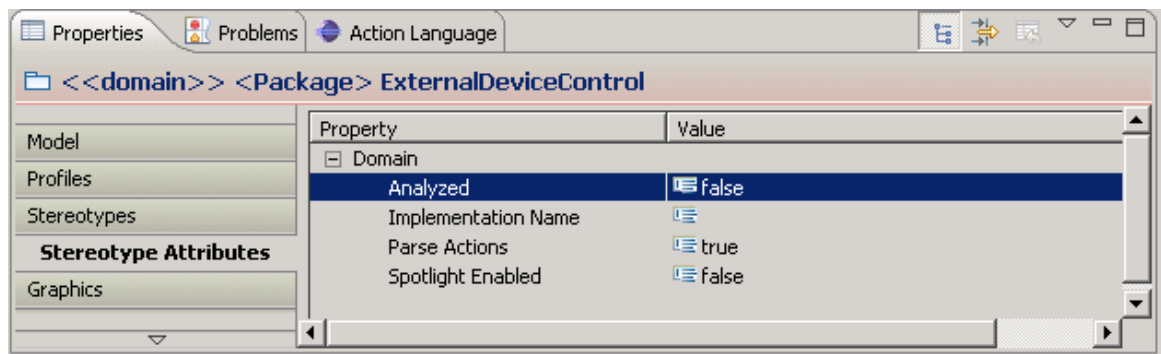 Properties Problems Action Language
<<domain>> <Package> ExternalDeviceControl
Property Value
Model
Domain
Profiles
Analyzed false
Stereotypes
Implementation Name
Stereotype Attributes
Parse Actions true
Spotlight Enabled false
Graphics